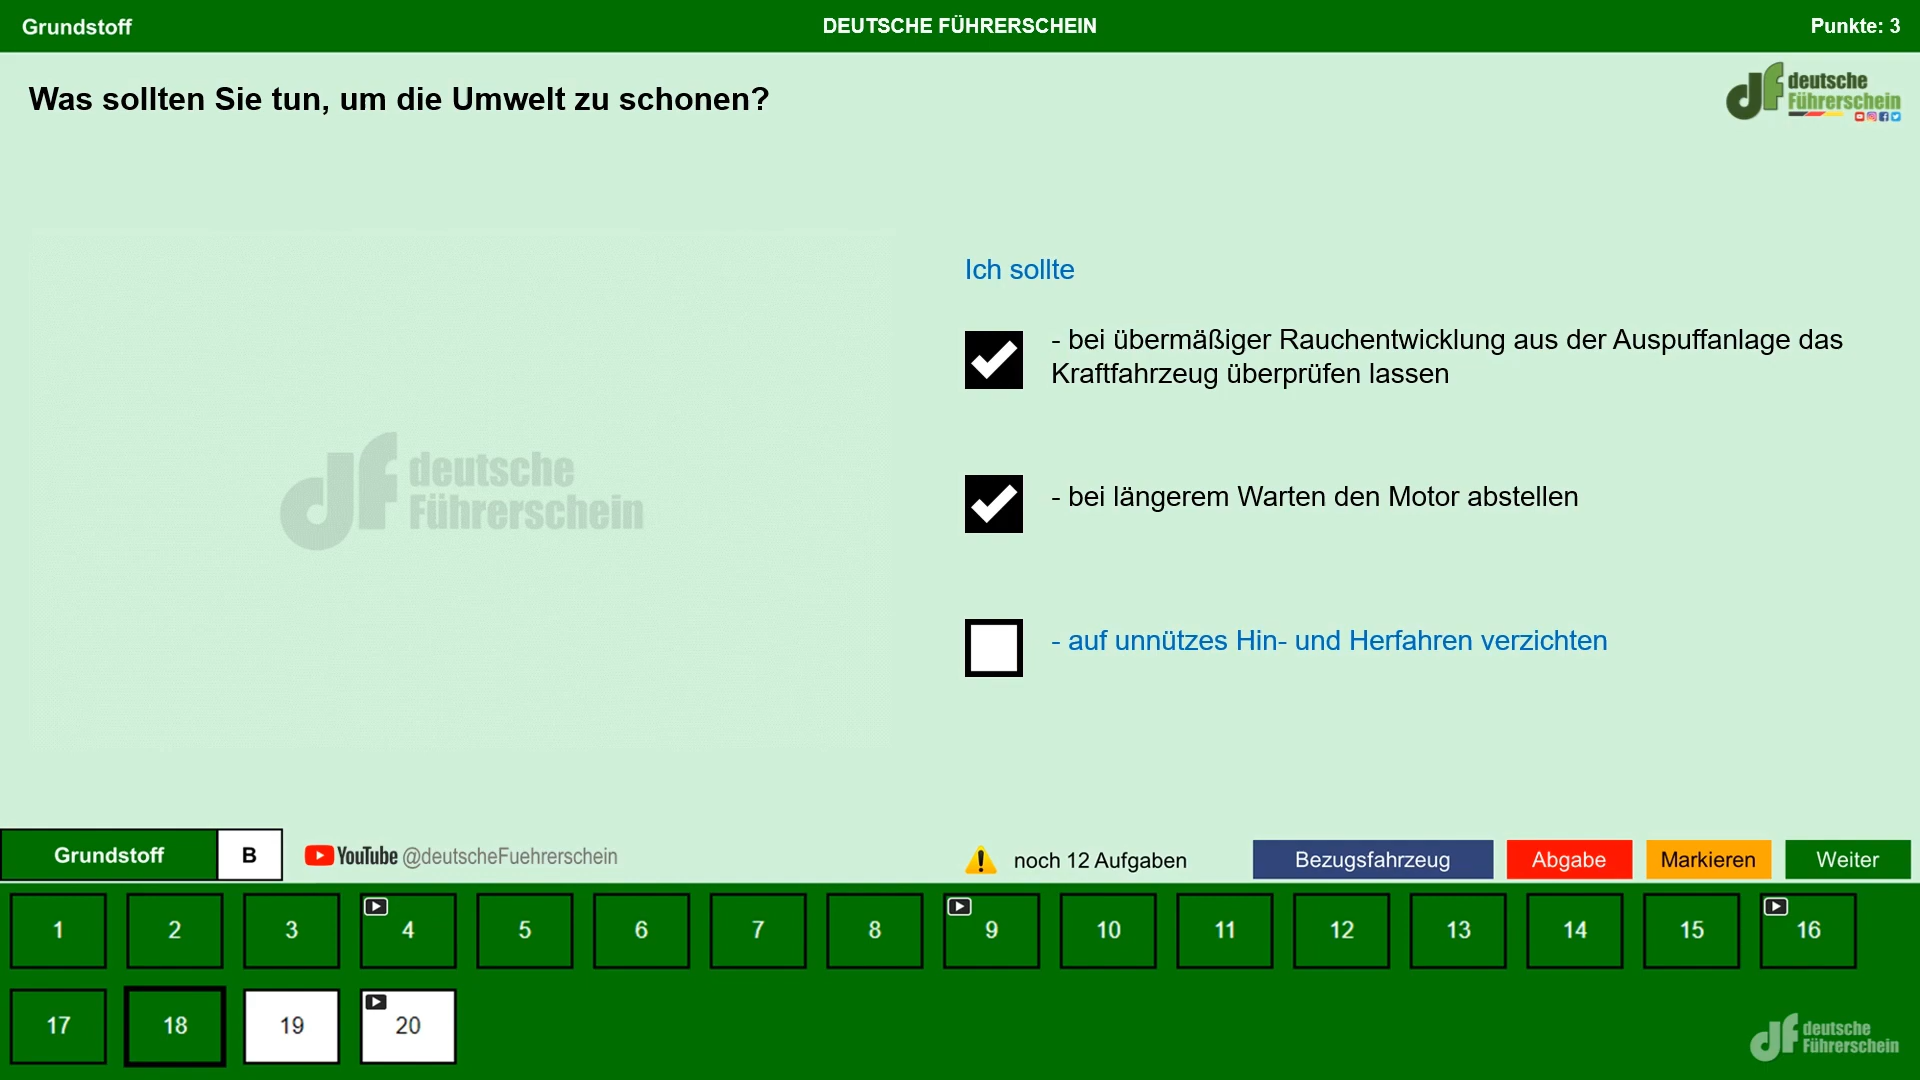 Grundstoff
DEUTSCHE FÜHRERSCHEIN
Punkte: 3
Was sollten Sie tun, um die Umwelt zu schonen?
df deutsche
Führerschein
Ich sollte
- bei übermäßiger Rauchentwicklung aus der Auspuffanlage das
Kraftfahrzeug überprüfen lassen
df deutsche
Führerschein
- bei längerem Warten den Motor abstellen
- auf unnützes Hin- und Herfahren verzichten
Grundstoff B
YouTube @deutscheFuehrerschein
noch 12 Aufgaben
Bezugsfahrzeug
Abgabe
Markieren
Weiter
1 2 3 4 5 6 7 8 9 10 11 12 13 14 15 16
17 18 19 20
df deutsche
Führerschein